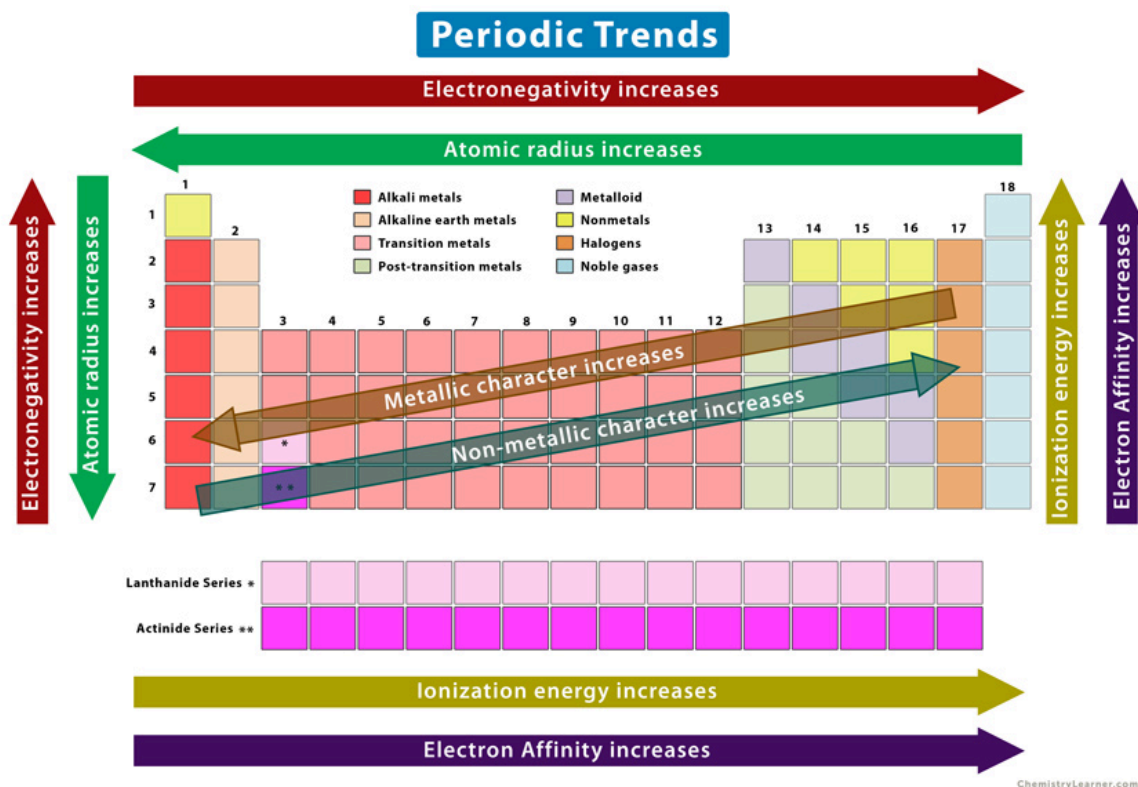 Periodic Trends
Electronegativity increases
Atomic radius increases
Electronegativity increases
Atomic radius increases
1
18
Alkali metals
Metalloid
1
2
Alkaline earth metals
Nonmetals
13
14
15
16
17
2
Transition metals
Halogens
Post-transition metals
Noble gases
3
3
4
5
6
7
8
9
10
11
12
4
Metallic character increases
5
6
*
Non-metallic character increases
7
**
Ionization energy increases
Electron Affinity increases
Lanthanide Series *
Actinide Series **
Ionization energy increases
Electron Affinity increases
ChemistryLearner.com